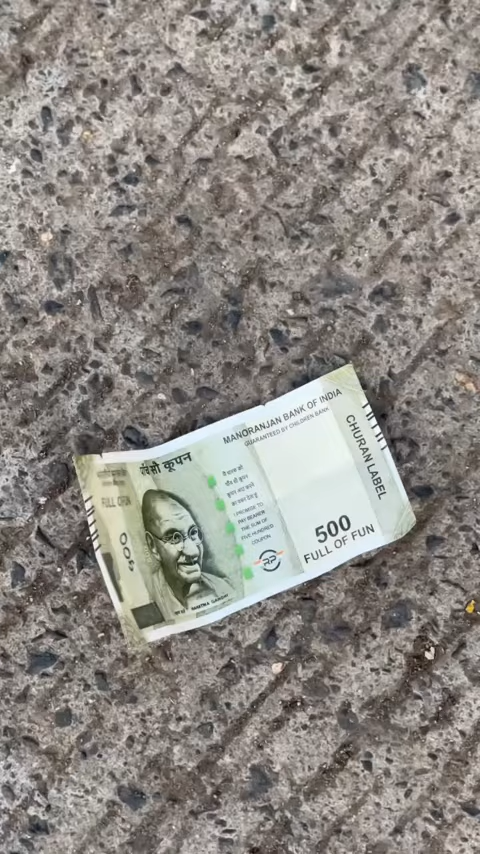 MANORANJAN BANK OF INDIA
GUARANTEED BY CHILDREN BANK
कूपन
FULL OF FUN
500
I PROMISE TO
PAY BEARER
THE SUM OF
FIVE HUNDRED
COUPON
RP
CHURAN LABEL
500
FULL OF FUN